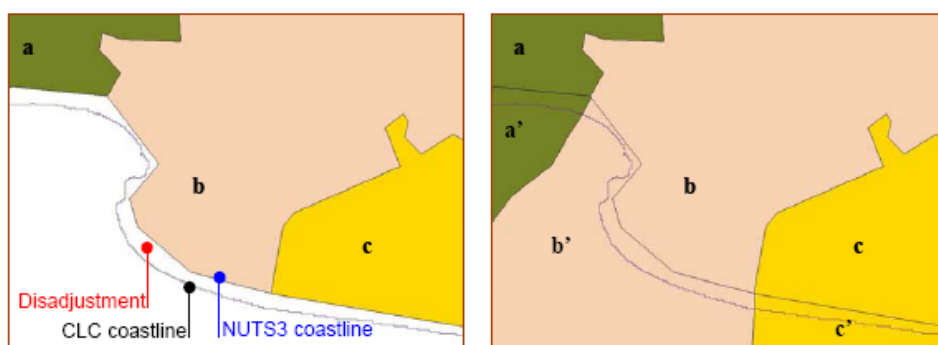 a
b
c
Disadjustment
CLC coastline
NUTS3 coastline
a
a’
b
b’
c
c’